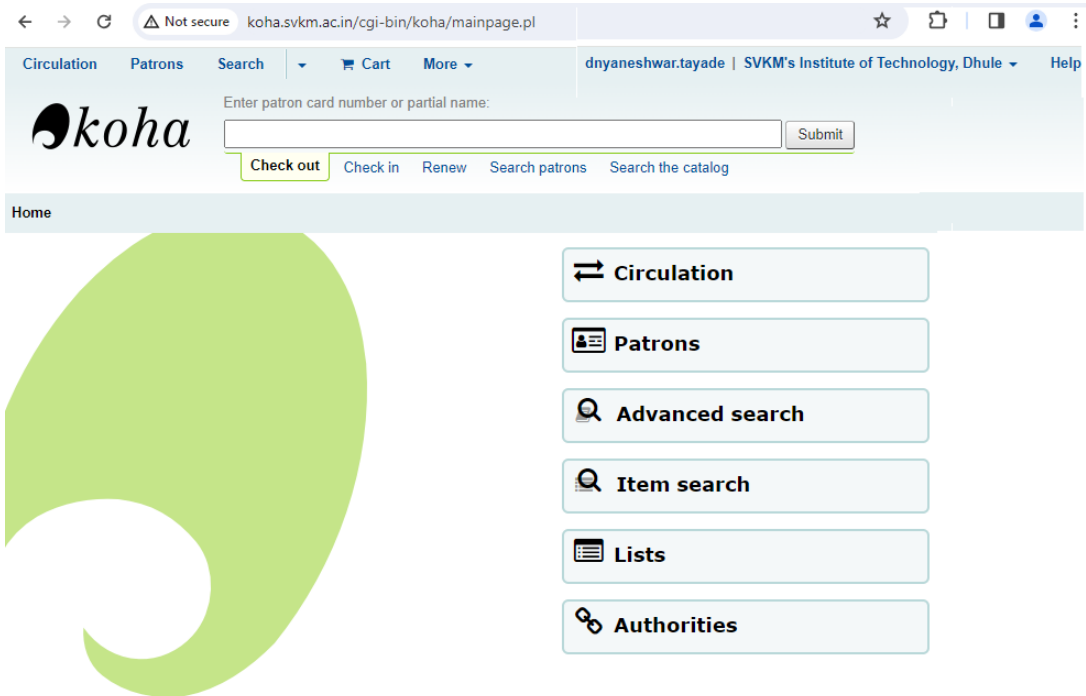 Not secure koha.svkm.ac.in/cgi-bin/koha/mainpage.pl
Circulation Patrons Search Cart More dnyaneshwar.tayade | SVKM's Institute of Technology, Dhule Help
koha
Enter patron card number or partial name:
Submit
Check out Check in Renew Search patrons Search the catalog
Home
Circulation
Patrons
Advanced search
Item search
Lists
Authorities